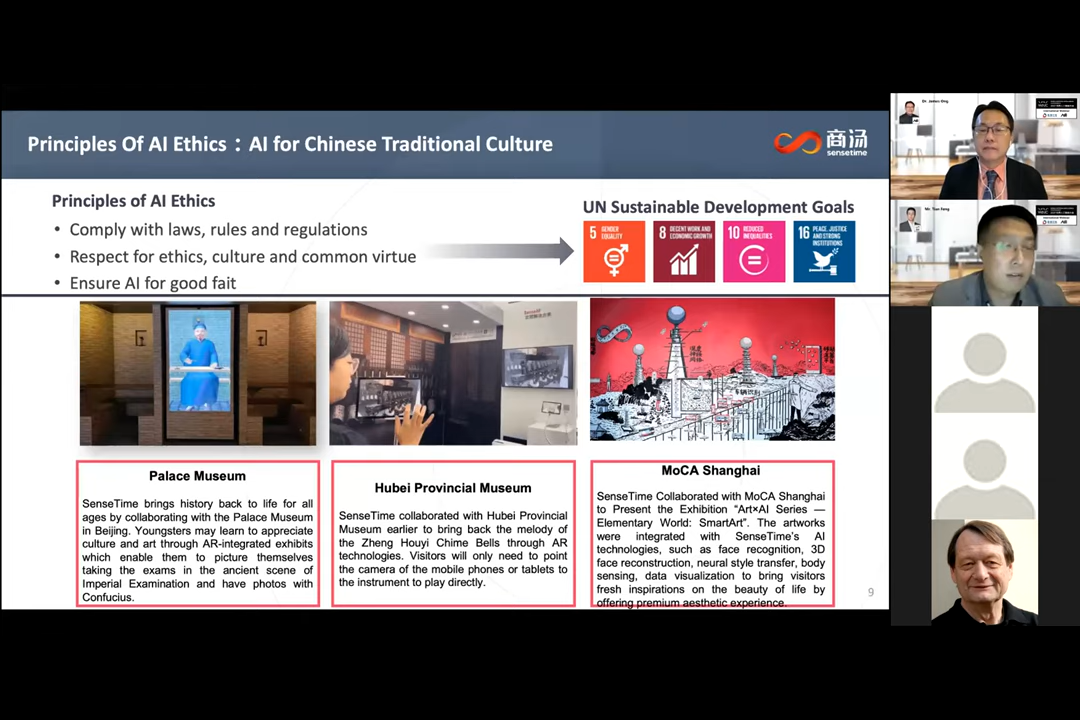 Principles Of AI Ethics：AI for Chinese Traditional Culture
商汤
sensetime
Principles of AI Ethics
• Comply with laws, rules and regulations
• Respect for ethics, culture and common virtue
• Ensure AI for good fait
UN Sustainable Development Goals
5 GENDER
EQUALITY
8 DECENT WORK AND
ECONOMIC GROWTH
10 REDUCED
INEQUALITIES
16 PEACE, JUSTICE
AND STRONG
INSTITUTIONS
Palace Museum
SenseTime brings history back to life for all
ages by collaborating with the Palace Museum
in Beijing. Youngsters may learn to appreciate
culture and art through AR-integrated exhibits
which enable them to picture themselves
taking the exams in the ancient scene of
Imperial Examination and have photos with
Confucius.
Hubei Provincial Museum
SenseTime collaborated with Hubei Provincial
Museum earlier to bring back the melody of
the Zheng Houyi Chime Bells through AR
technologies. Visitors will only need to point
the camera of the mobile phones or tablets to
the instrument to play directly.
MoCA Shanghai
SenseTime Collaborated with MoCA Shanghai
to Present the Exhibition “Art×AI Series —
Elementary World: SmartArt”. The artworks
were integrated with SenseTime's AI
technologies, such as face recognition, 3D
face reconstruction, neural style transfer, body
sensing, data visualization to bring visitors
fresh inspirations on the beauty of life by
offering premium aesthetic experience.
9
Dr. James Ong
Mr. Tian Feng